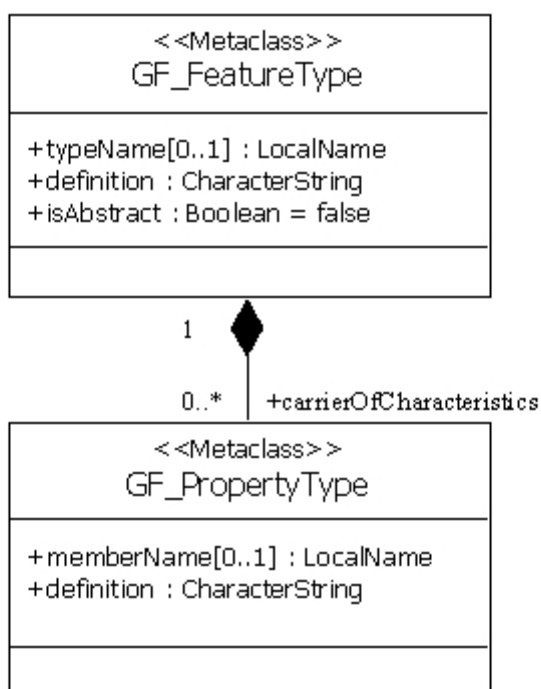 <<Metaclass>>
GF_FeatureType
+typeName[0..1] : LocalName
+definition : CharacterString
+isAbstract : Boolean = false
1
0..* +carrierOfCharacteristics
<<Metaclass>>
GF_PropertyType
+memberName[0..1] : LocalName
+definition : CharacterString